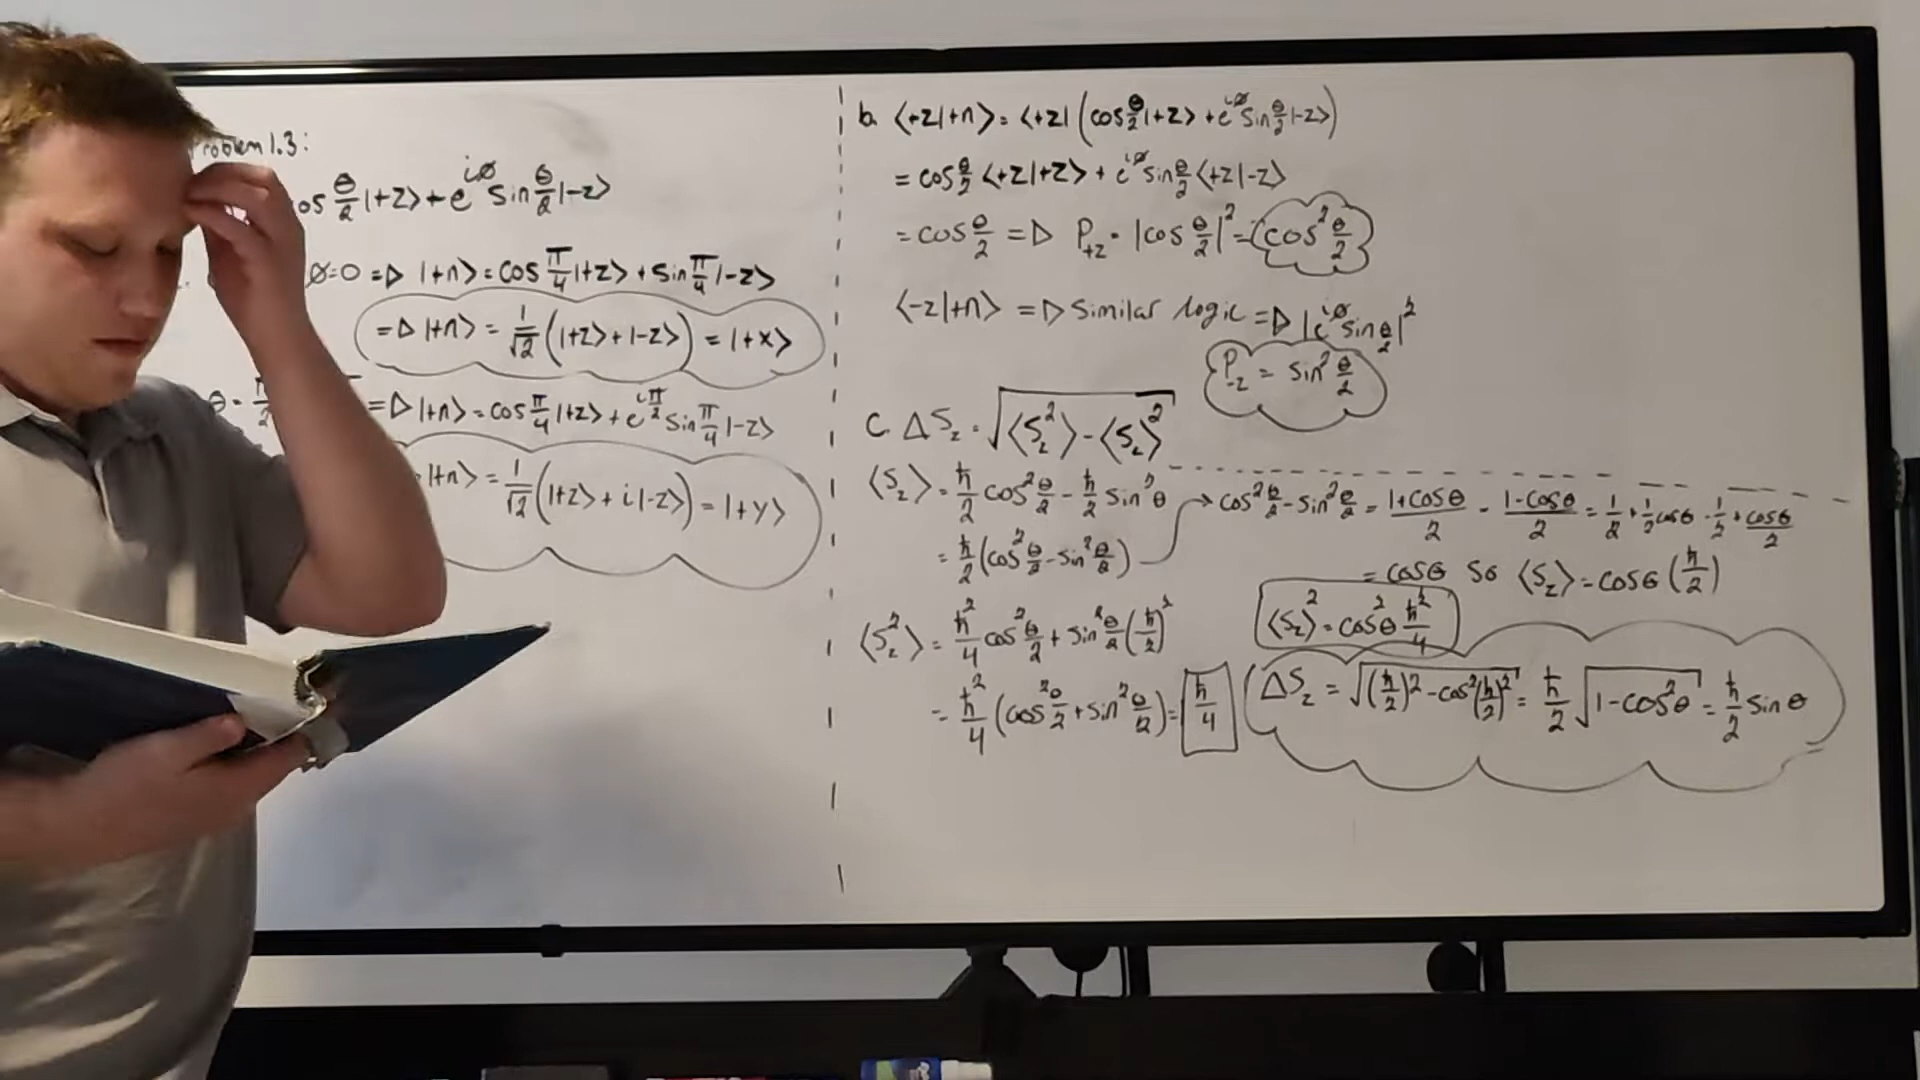 Problem 1.3:
cos θ/2 |+z> + e^{iø} sin θ/2 |-z>
ø=0 => |+n> = cos π/4 |+z> + sin π/4 |-z>
=> |+n> = 1/√2 (|+z> + |-z>) = |+x>
θ = π/2 => |+n> = cos π/4 |+z> + e^{iπ/2} sin π/4 |-z>
|+n> = 1/√2 (|+z> + i|-z>) = |+y>
b. <+z|+n> = <+z| (cos θ/2 |+z> + e^{iø} sin θ/2 |-z>)
= cos θ/2 <+z|+z> + e^{iø} sin θ/2 <+z|-z>
= cos θ/2 => P_{+z} = |cos θ/2|² = cos² θ/2
<-z|+n> => Similar logic => |e^{iø} sin θ/2|²
P_{-z} = sin² θ/2
c. ΔS_z = √(<S_z²> - <S_z>²)
<S_z> = ħ/2 cos² θ/2 - ħ/2 sin² θ
= ħ/2 (cos² θ/2 - sin² θ/2)
→ cos² θ/2 - sin² θ/2 = (1+cosθ)/2 - (1-cosθ)/2 = 1/2 + 1/2 cosθ - 1/2 + cosθ/2
= cosθ so <S_z> = cosθ (ħ/2)
<S_z>² = cos²θ ħ²/4
<S_z²> = ħ²/4 cos² θ/2 + sin² θ/2 (ħ/2)²
= ħ²/4 (cos² θ/2 + sin² θ/2) = ħ/4
ΔS_z = √((ħ/2)² - cos²(ħ/2)²) = ħ/2 √(1-cos²θ) = ħ/2 sin θ